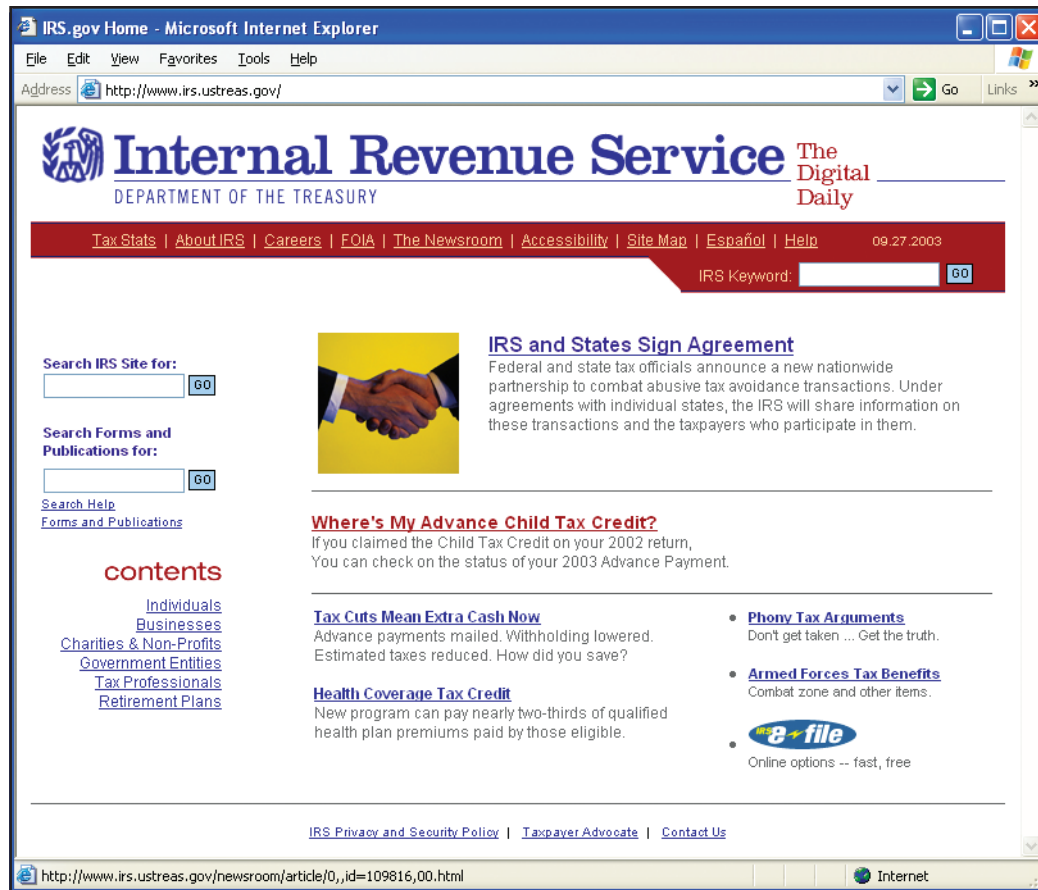 IRS.gov Home - Microsoft Internet Explorer
File Edit View Favorites Tools Help
Address http://www.irs.ustreas.gov/ Go Links »
Internal Revenue Service
DEPARTMENT OF THE TREASURY
The
Digital
Daily
Tax Stats | About IRS | Careers | FOIA | The Newsroom | Accessibility | Site Map | Español | Help 09.27.2003
IRS Keyword: GO
Search IRS Site for:
GO
Search Forms and
Publications for:
GO
Search Help
Forms and Publications
contents
Individuals
Businesses
Charities & Non-Profits
Government Entities
Tax Professionals
Retirement Plans
IRS and States Sign Agreement
Federal and state tax officials announce a new nationwide
partnership to combat abusive tax avoidance transactions. Under
agreements with individual states, the IRS will share information on
these transactions and the taxpayers who participate in them.
Where's My Advance Child Tax Credit?
If you claimed the Child Tax Credit on your 2002 return,
You can check on the status of your 2003 Advance Payment.
Tax Cuts Mean Extra Cash Now
Advance payments mailed. Withholding lowered.
Estimated taxes reduced. How did you save?
Health Coverage Tax Credit
New program can pay nearly two-thirds of qualified
health plan premiums paid by those eligible.
• Phony Tax Arguments
Don't get taken ... Get the truth.
• Armed Forces Tax Benefits
Combat zone and other items.
• IRS e-file
Online options -- fast, free
IRS Privacy and Security Policy | Taxpayer Advocate | Contact Us
http://www.irs.ustreas.gov/newsroom/article/0,,id=109816,00.html Internet